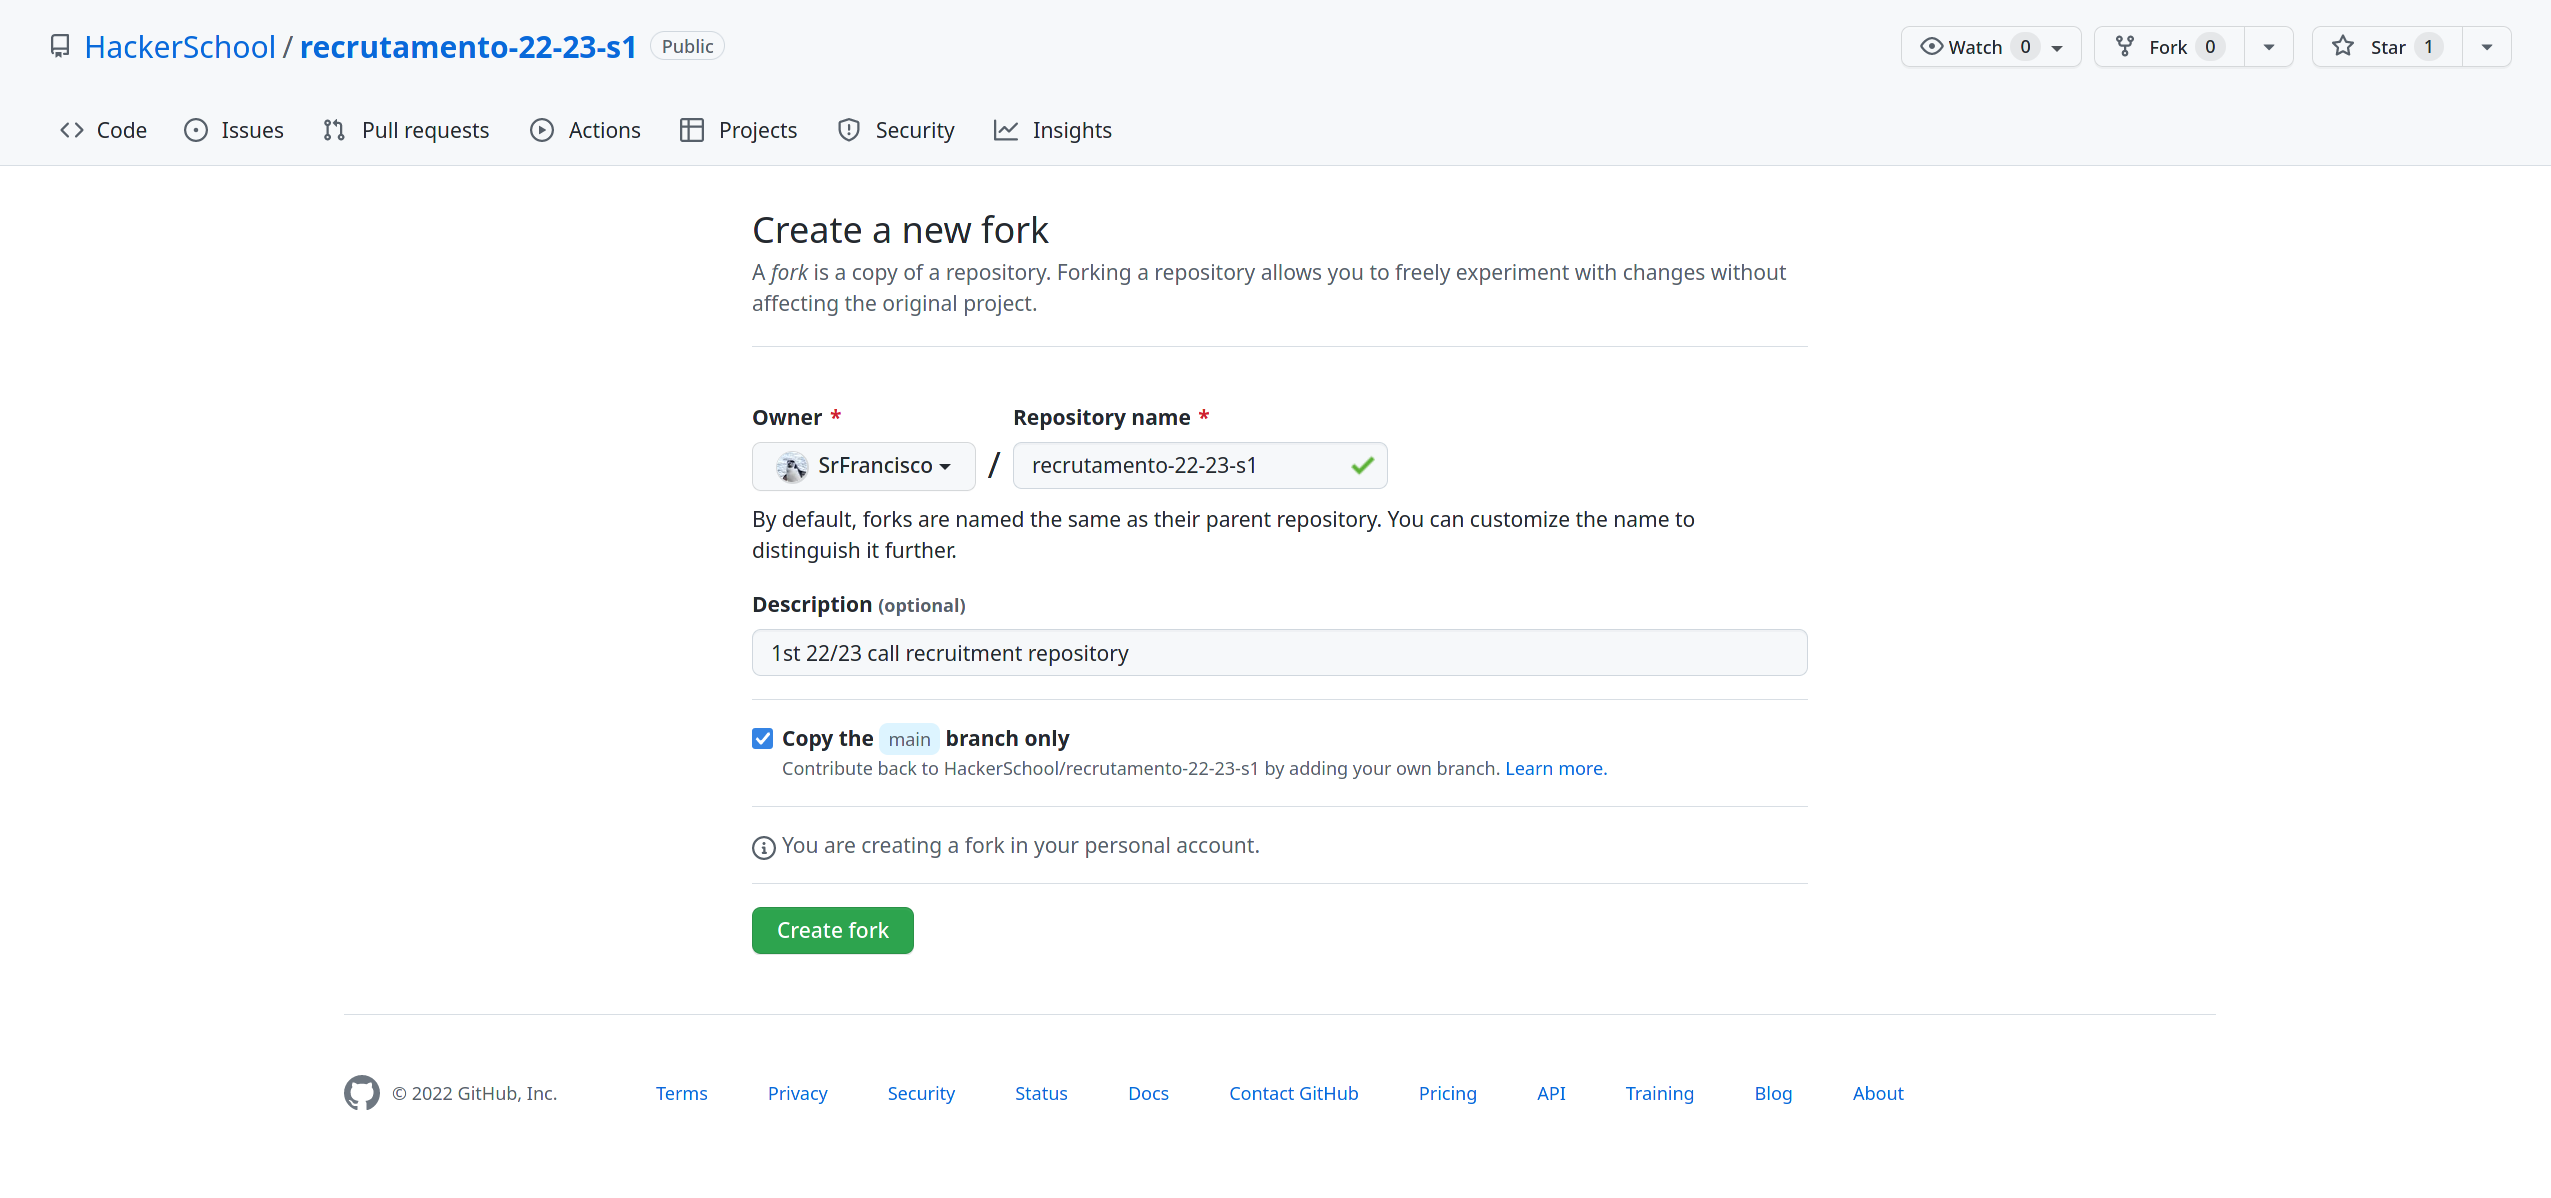 HackerSchool / recrutamento-22-23-s1 Public
Watch 0 Fork 0 Star 1
Code Issues Pull requests Actions Projects Security Insights
Create a new fork
A fork is a copy of a repository. Forking a repository allows you to freely experiment with changes without
affecting the original project.
Owner * Repository name *
SrFrancisco / recrutamento-22-23-s1
By default, forks are named the same as their parent repository. You can customize the name to
distinguish it further.
Description (optional)
1st 22/23 call recruitment repository
Copy the main branch only
Contribute back to HackerSchool/recrutamento-22-23-s1 by adding your own branch. Learn more.
You are creating a fork in your personal account.
Create fork
© 2022 GitHub, Inc. Terms Privacy Security Status Docs Contact GitHub Pricing API Training Blog About